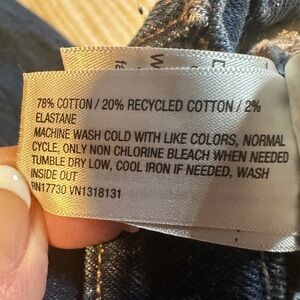 78% COTTON / 20% RECYCLED COTTON / 2%
ELASTANE
MACHINE WASH COLD WITH LIKE COLORS, NORMAL
CYCLE, ONLY NON CHLORINE BLEACH WHEN NEEDED
TUMBLE DRY LOW, COOL IRON IF NEEDED, WASH
INSIDE OUT
RN17730 VN1318131